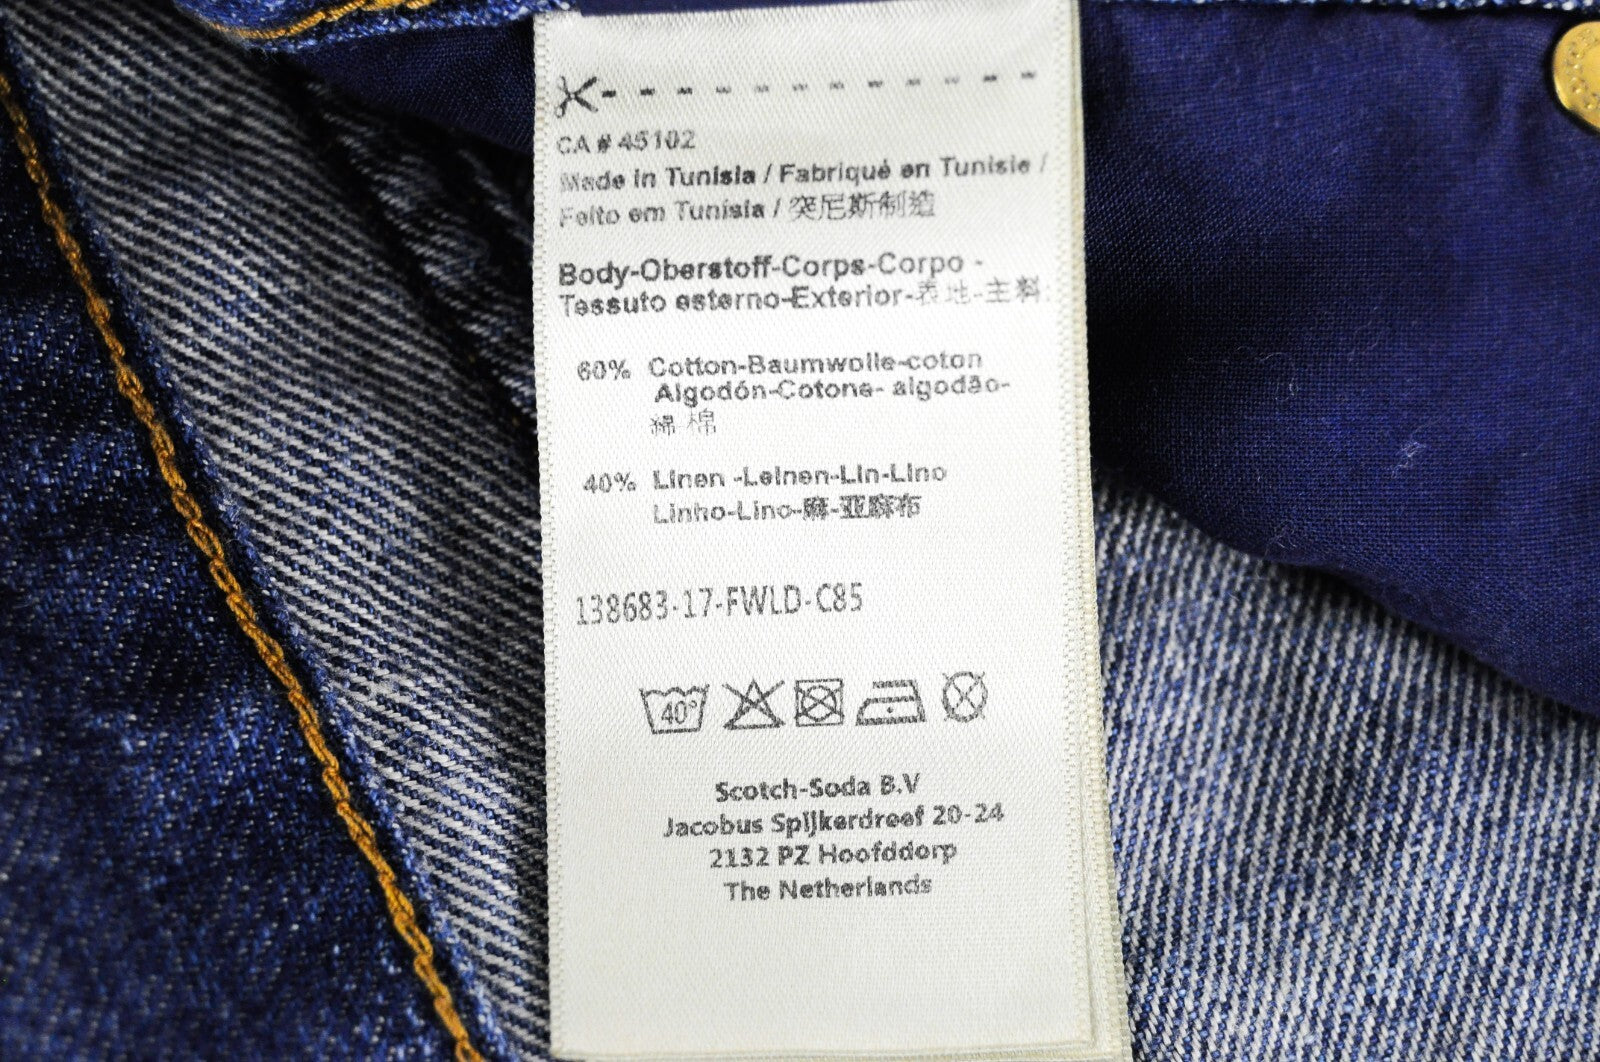 CA # 45102
Made in Tunisia / Fabriqué en Tunisie /
Feito em Tunísia / 突尼斯制造
Body-Oberstoff-Corps-Corpo -
Tessuto esterno-Exterior-表地-主料:
60% Cotton-Baumwolle-coton
Algodón-Cotone- algodão-
綿-棉
40% Linen -Leinen-Lin-Lino
Linho-Lino-麻-亚麻布
138683-17-FWLD-C85
40°
Scotch-Soda B.V
Jacobus Spijkerdreef 20-24
2132 PZ Hoofddorp
The Netherlands